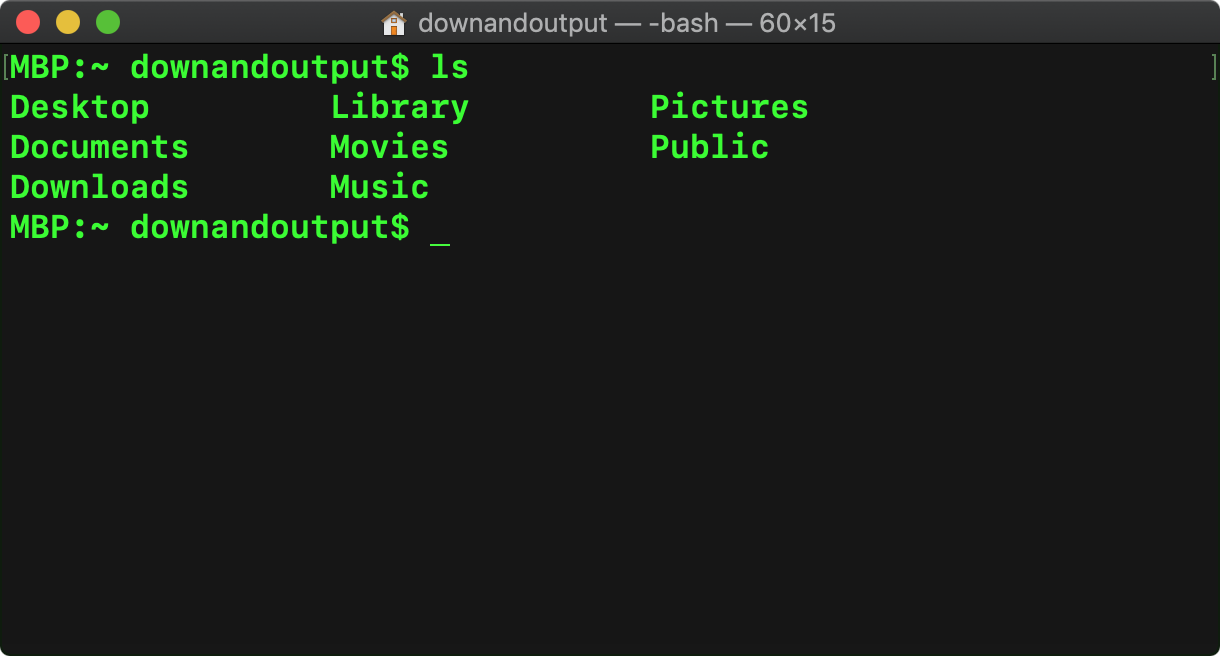 downandoutput — -bash — 60×15
MBP:~ downandoutput$ ls
Desktop Library Pictures
Documents Movies Public
Downloads Music
MBP:~ downandoutput$ _